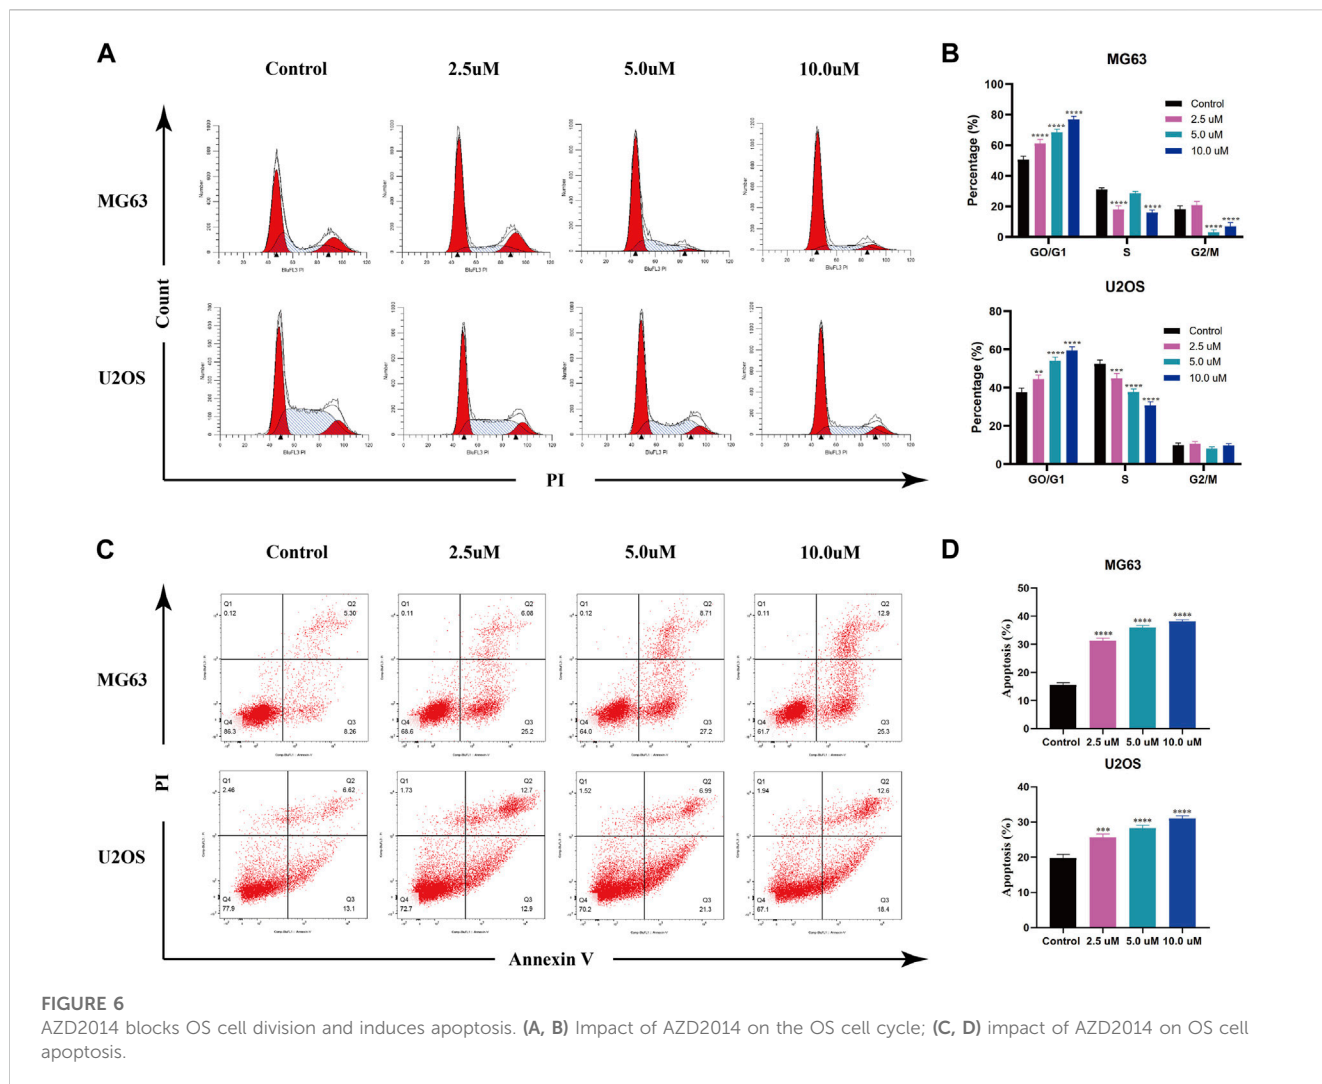 A
Control
2.5uM
5.0uM
10.0uM
MG63
U2OS
Count
PI
Number
BluFL3 PI
B
MG63
Percentage (%)
100
80
60
40
20
0
Control
2.5 uM
5.0 uM
10.0 uM
**** **** ****
**** ****
**** ****
GO/G1
S
G2/M
U2OS
Percentage (%)
80
60
40
20
0
Control
2.5 uM
5.0 uM
10.0 uM
** **** ****
*** **** ****
GO/G1
S
G2/M
C
Control
2.5uM
5.0uM
10.0uM
MG63
Q1
0.12
Q2
5.30
Q4
86.3
Q3
8.26
Q1
0.11
Q2
6.08
Q4
68.6
Q3
25.2
Q1
0.12
Q2
8.71
Q4
64.0
Q3
27.2
Q1
0.11
Q2
12.9
Q4
61.7
Q3
25.3
U2OS
Q1
2.46
Q2
6.62
Q4
77.9
Q3
13.1
Q1
1.73
Q2
12.7
Q4
72.7
Q3
12.9
Q1
1.52
Q2
6.99
Q4
70.2
Q3
21.3
Q1
1.94
Q2
12.6
Q4
67.1
Q3
18.4
PI
Annexin V
D
MG63
Apoptosis (%)
50
40
30
20
10
0
**** **** ****
Control 2.5 uM 5.0 uM 10.0 uM
U2OS
Apoptosis (%)
40
30
20
10
0
*** **** ****
Control 2.5 uM 5.0 uM 10.0 uM
FIGURE 6
AZD2014 blocks OS cell division and induces apoptosis. (A, B) Impact of AZD2014 on the OS cell cycle; (C, D) impact of AZD2014 on OS cell
apoptosis.